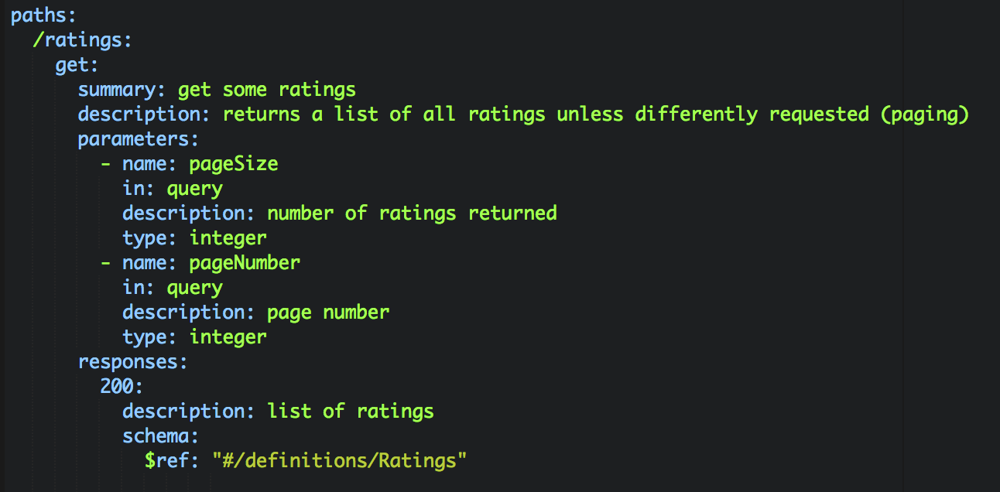 paths:
  /ratings:
    get:
      summary: get some ratings
      description: returns a list of all ratings unless differently requested (paging)
      parameters:
        - name: pageSize
          in: query
          description: number of ratings returned
          type: integer
        - name: pageNumber
          in: query
          description: page number
          type: integer
      responses:
        200:
          description: list of ratings
          schema:
            $ref: "#/definitions/Ratings"